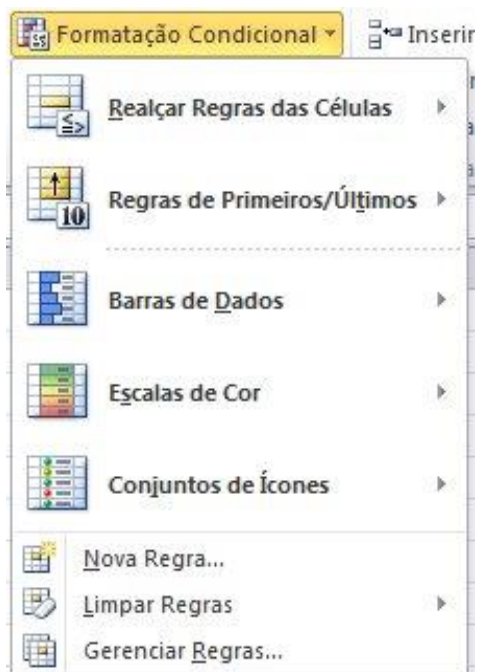 Formatação Condicional Inserir
≤>
Realçar Regras das Células
10
Regras de Primeiros/Últimos
Barras de Dados
Escalas de Cor
Conjuntos de Ícones
Nova Regra...
Limpar Regras
Gerenciar Regras...